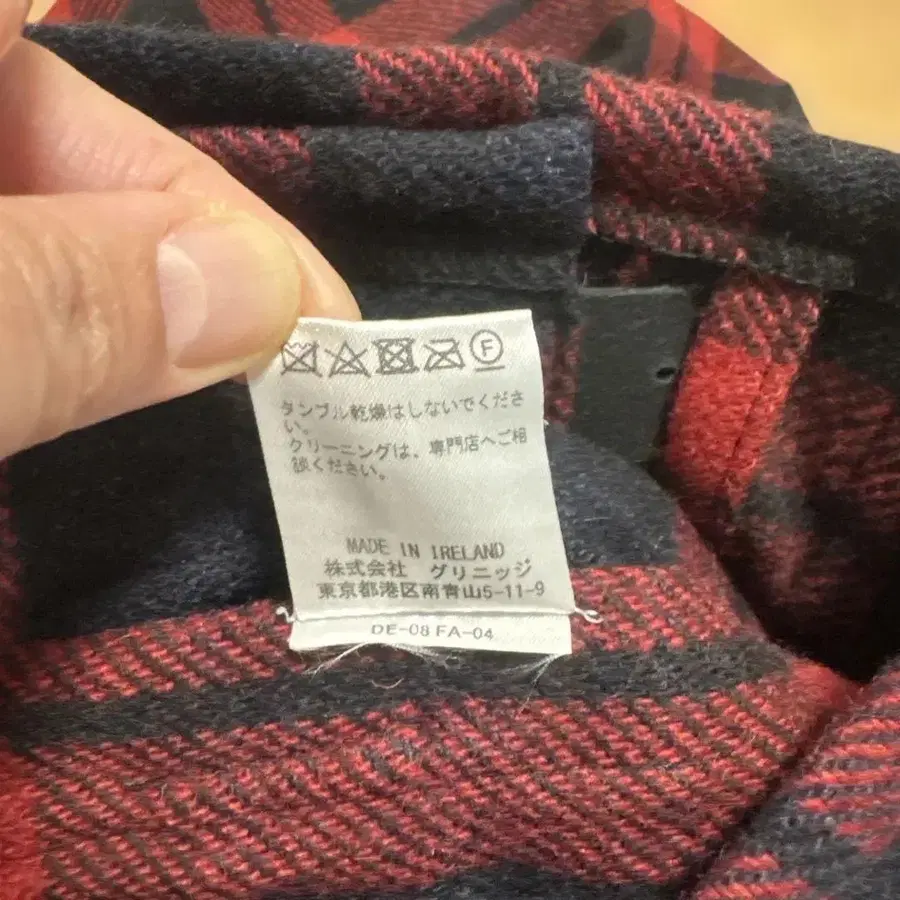 F
タンブル乾燥はしないでくださ
い。
クリーニングは、専門店へご相
談ください。
MADE IN IRELAND
株式会社 グリニッジ
東京都港区南青山5-11-9
DE-08 FA-04